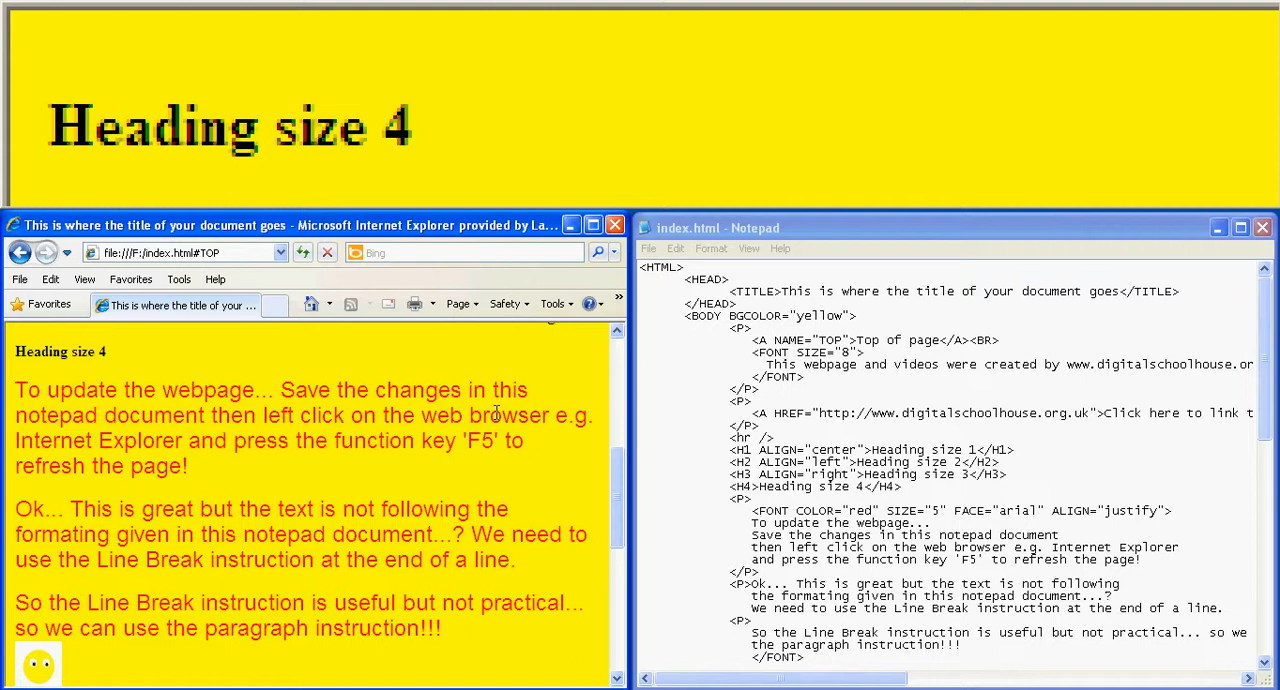 Heading size 4
This is where the title of your document goes - Microsoft Internet Explorer provided by La...
file:///F:/index.html#TOP
Bing
File Edit View Favorites Tools Help
Favorites
This is where the title of your ...
Page Safety Tools
Heading size 4
To update the webpage... Save the changes in this
notepad document then left click on the web browser e.g.
Internet Explorer and press the function key 'F5' to
refresh the page!
Ok... This is great but the text is not following the
formating given in this notepad document...? We need to
use the Line Break instruction at the end of a line.
So the Line Break instruction is useful but not practical...
so we can use the paragraph instruction!!!
index.html - Notepad
File Edit Format View Help
<HTML>
<HEAD>
<TITLE>This is where the title of your document goes</TITLE>
</HEAD>
<BODY BGCOLOR="yellow">
<P>
<A NAME="TOP">Top of page</A><BR>
<FONT SIZE="8">
This webpage and videos were created by www.digitalschoolhouse.or
</FONT>
</P>
<P>
<A HREF="http://www.digitalschoolhouse.org.uk">Click here to link t
</P>
<hr />
<H1 ALIGN="center">Heading size 1</H1>
<H2 ALIGN="left">Heading size 2</H2>
<H3 ALIGN="right">Heading size 3</H3>
<H4>Heading size 4</H4>
<P>
<FONT COLOR="red" SIZE="5" FACE="arial" ALIGN="justify">
To update the webpage...
Save the changes in this notepad document
then left click on the web browser e.g. Internet Explorer
and press the function key 'F5' to refresh the page!
</P>
<P>Ok... This is great but the text is not following
the formating given in this notepad document...?
We need to use the Line Break instruction at the end of a line.
<P>
So the Line Break instruction is useful but not practical... so we
the paragraph instruction!!!
</FONT>